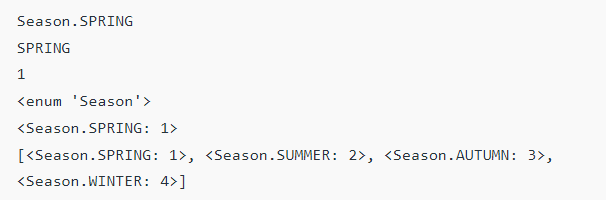 Season.SPRING
SPRING
1
<enum 'Season'>
<Season.SPRING: 1>
[<Season.SPRING: 1>, <Season.SUMMER: 2>, <Season.AUTUMN: 3>,
<Season.WINTER: 4>]